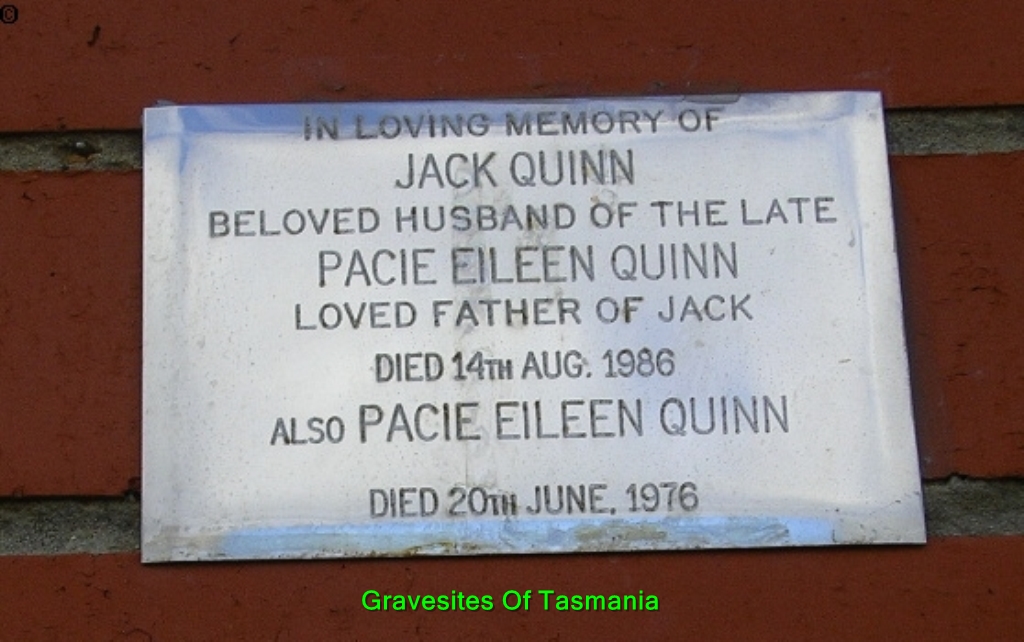 ©
IN LOVING MEMORY OF
JACK QUINN
BELOVED HUSBAND OF THE LATE
PACIE EILEEN QUINN
LOVED FATHER OF JACK
DIED 14TH AUG. 1986
ALSO PACIE EILEEN QUINN
DIED 20TH JUNE, 1976
Gravesites Of Tasmania